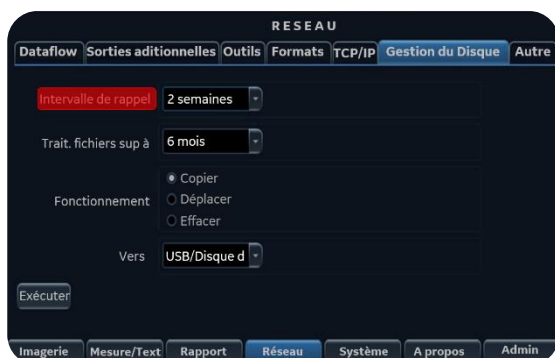 RESEAU
Dataflow Sorties aditionnelles Outils Formats TCP/IP Gestion du Disque Autre
Intervalle de rappel 2 semaines
Trait. fichiers sup à 6 mois
Copier
Fonctionnement Déplacer
Effacer
Vers USB/Disque d
Exécuter
Imagerie Mesure/Text Rapport Réseau Système A propos Admin